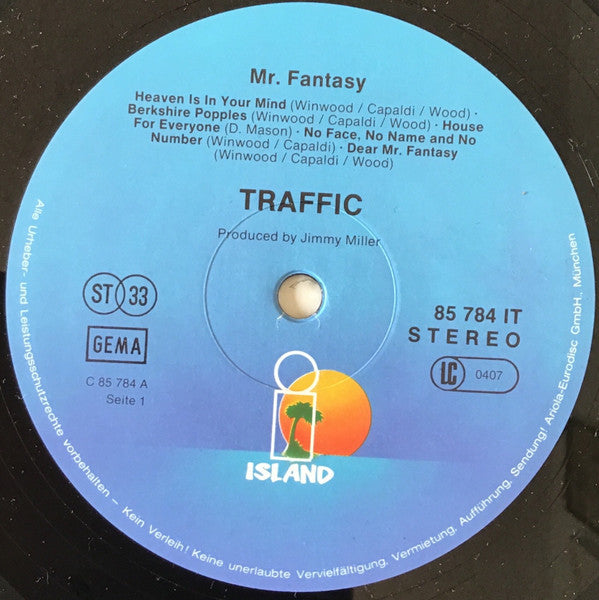 Mr. Fantasy
Heaven Is In Your Mind (Winwood / Capaldi / Wood) ·
Berkshire Popples (Winwood / Capaldi / Wood) · House
For Everyone (D. Mason) · No Face, No Name and No
Number (Winwood / Capaldi) · Dear Mr. Fantasy
(Winwood / Capaldi / Wood)
TRAFFIC
Produced by Jimmy Miller
ST 33
GEMA
C 85 784 A
Seite 1
85 784 IT
STEREO
LC 0407
i
ISLAND
Alle Urheber- und Leistungsschutzrechte vorbehalten – Kein Verleih! Keine unerlaubte Vervielfältigung, Vermietung, Aufführung, Sendung! Ariola-Eurodisc GmbH, München